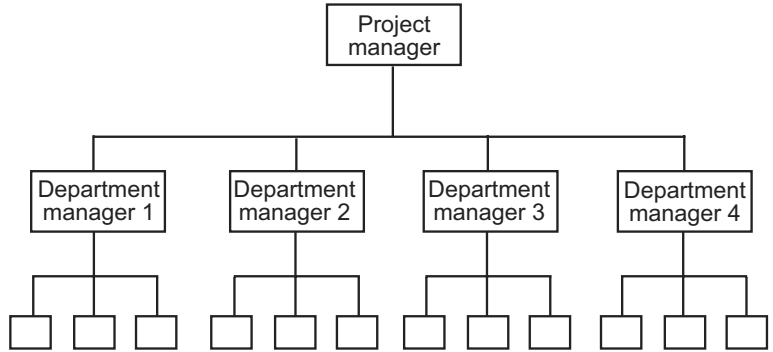 Project
manager
Department
manager 1
Department
manager 2
Department
manager 3
Department
manager 4